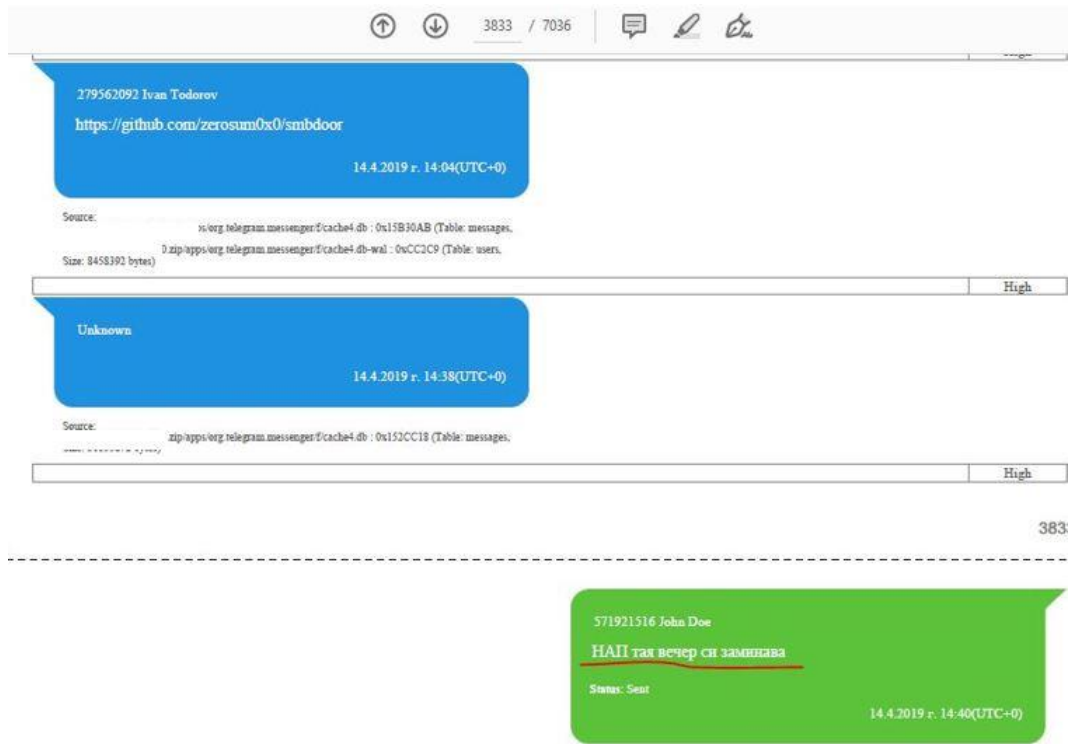 3833 / 7036
279562092 Ivan Todorov
https://github.com/zerosum0x0/smbdoor
14.4.2019 г. 14:04(UTC+0)
Source:
s/org.telegram.messenger/f/cache4.db : 0x15B30AB (Table: messages,
0.zip/apps/org.telegram.messenger/f/cache4.db-wal : 0xCC2C9 (Table: users,
Size: 8458392 bytes)
High
Unknown
14.4.2019 г. 14:38(UTC+0)
Source:
.zip/apps/org.telegram.messenger/f/cache4.db : 0x152CC18 (Table: messages,
High
383
571921516 John Doe
НАП тая вечер си заминава
Status: Sent
14.4.2019 г. 14:40(UTC+0)